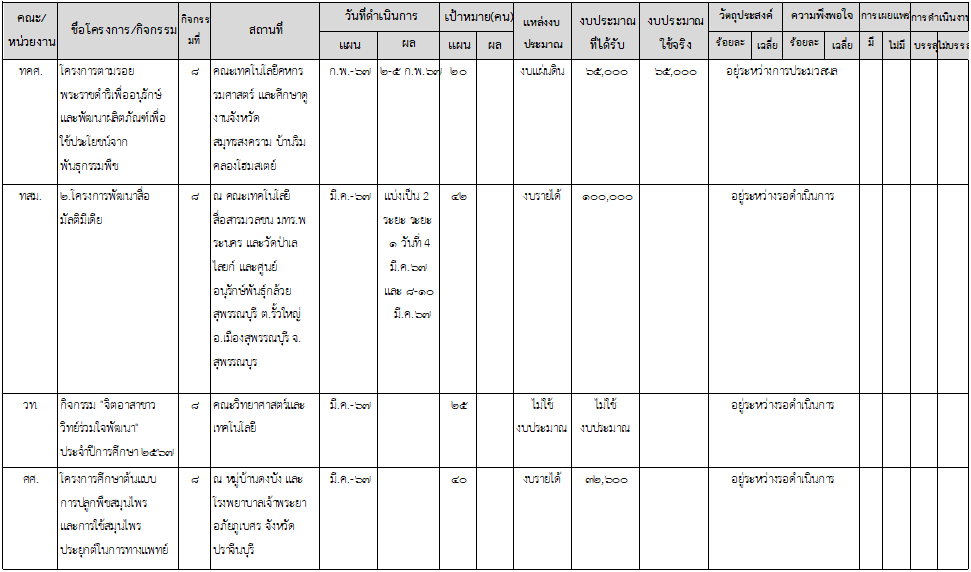 คณะ/ ชื่อโครงการ/กิจกรรม กิจกรร สถานที่ วันที่ดำเนินการ เป้าหมาย(คน) แหล่งงบ งบประมาณ งบประมาณ วัตถุประสงค์ ความพึงพอใจ การเผยแพร การดำเนินงาน
หน่วยงาน มที่ แผน ผล แผน ผล ประมาณ ที่ได้รับ ใช้จริง ร้อยละ เฉลี่ย ร้อยละ เฉลี่ย มี ไม่มี บรรลุ ไม่บรรล
ทคศ. โครงการตามรอย ๘ คณะเทคโนโลยีคหกร ก.พ.-๖๗ ๒-๕ ก.พ.๖๗ ๒๐ งบแผ่นดิน ๖๕,๐๐๐ ๖๕,๐๐๐ อยู่ระหว่างการประมวลผล
พระราชดำริเพื่ออนุรักษ์ รมศาสตร์ และศึกษาดู
และพัฒนาผลิตภัณฑ์เพื่อ งานจังหวัด
ใช้ประโยชน์จาก สมุทรสงคราม บ้านริม
พันธุกรรมพืช คลองโฮมสเตย์
ทสม. ๒.โครงการพัฒนาสื่อ ๘ ณ คณะเทคโนโลยี มี.ค.-๖๗ แบ่งเป็น 2 ๔๒ งบรายได้ ๑๐๐,๐๐๐ อยู่ระหว่างรอดำเนินการ
มัลติมีเดีย สื่อสารมวลชน มทร.พ ระยะ ระยะ
ระนคร และวัดป่าเล ๑ วันที่ 4
ไลยก์ และศูนย์ มี.ค.๖๗
อนุรักษ์พันธุ์กล้วย และ ๘-๑๐
สุพรรณบุรี ต.รั้วใหญ่ มี.ค.๖๗
อ.เมืองสุพรรณบุรี จ.
สุพรรณบุร
วท. กิจกรรม "จิตอาสาชาว ๘ คณะวิทยาศาสตร์และ มี.ค.-๖๗ ๒๕ ไม่ใช้ ไม่ใช้ อยู่ระหว่างรอดำเนินการ
วิทย์ร่วมใจพัฒนา" เทคโนโลยี งบประมาณ งบประมาณ
ประจำปีการศึกษา ๒๕๖๗
ศศ. โครงการศึกษาต้นแบบ ๘ ณ หมู่บ้านดงบัง และ มี.ค.-๖๗ ๔๐ งบรายได้ ๓๒,๖๐๐ อยู่ระหว่างรอดำเนินการ
การปลูกพืชสมุนไพร โรงพยาบาลเจ้าพระยา
และการใช้สมุนไพร อภัยภูเบศร จังหวัด
ประยุกต์ในการทางแพทย์ ปราจีนบุรี